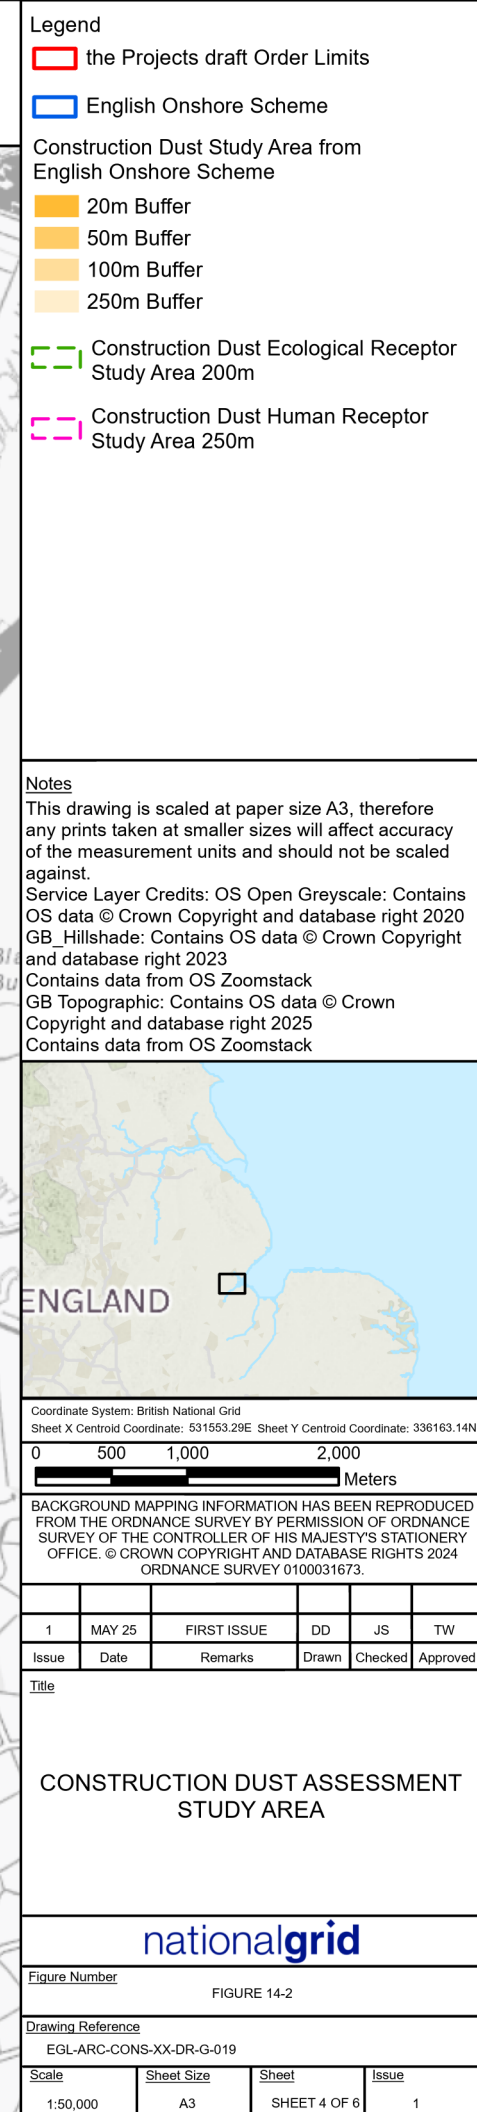 Legend
the Projects draft Order Limits
English Onshore Scheme
Construction Dust Study Area from
English Onshore Scheme
20m Buffer
50m Buffer
100m Buffer
250m Buffer
Construction Dust Ecological Receptor
Study Area 200m
Construction Dust Human Receptor
Study Area 250m
Notes
This drawing is scaled at paper size A3, therefore
any prints taken at smaller sizes will affect accuracy
of the measurement units and should not be scaled
against.
Service Layer Credits: OS Open Greyscale: Contains
OS data © Crown Copyright and database right 2020
GB_Hillshade: Contains OS data © Crown Copyright
and database right 2023
Contains data from OS Zoomstack
GB Topographic: Contains OS data © Crown
Copyright and database right 2025
Contains data from OS Zoomstack
ENGLAND
Coordinate System: British National Grid
Sheet X Centroid Coordinate: 531553.29E Sheet Y Centroid Coordinate: 336163.14N
0 500 1,000 2,000
Meters
BACKGROUND MAPPING INFORMATION HAS BEEN REPRODUCED
FROM THE ORDNANCE SURVEY BY PERMISSION OF ORDNANCE
SURVEY OF THE CONTROLLER OF HIS MAJESTY'S STATIONERY
OFFICE. © CROWN COPYRIGHT AND DATABASE RIGHTS 2024
ORDNANCE SURVEY 0100031673.
1 MAY 25 FIRST ISSUE DD JS TW
Issue Date Remarks Drawn Checked Approved
Title
CONSTRUCTION DUST ASSESSMENT
STUDY AREA
nationalgrid
Figure Number
FIGURE 14-2
Drawing Reference
EGL-ARC-CONS-XX-DR-G-019
Scale Sheet Size Sheet Issue
1:50,000 A3 SHEET 4 OF 6 1